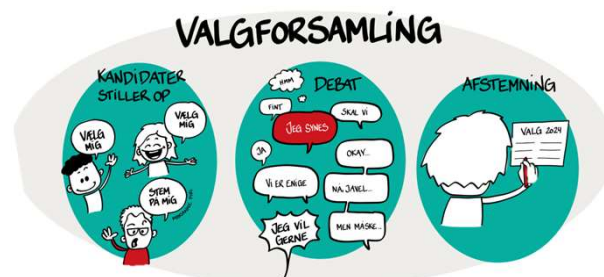 VALGFORSAMLING
KANDIDATER
STILLER OP
VÆLG
MIG
VÆLG
MIG
STEM
PÅ MIG
DEBAT
HMM
FINT
SKAL VI
JEG SYNES
JA
OKAY...
VI ER ENIGE
NÅ JAVEL...
JEG VIL
GERNE
MEN MÅSKE...
AFSTEMNING
VALG 2024